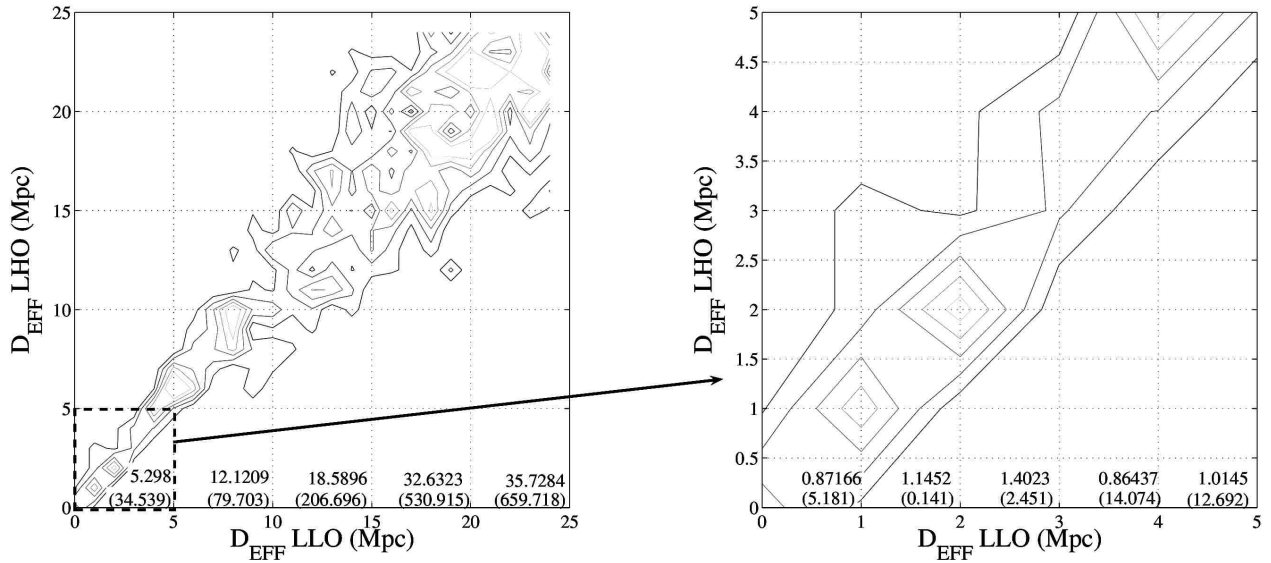 25
20
15
10
5
0
D_EFF LHO (Mpc)
5.298 12.1209 18.5896 32.6323 35.7284
(34.539) (79.703) (206.696) (530.915) (659.718)
0 5 10 15 20 25
D_EFF LLO (Mpc)
5
4.5
4
3.5
3
2.5
2
1.5
1
0.5
0
D_EFF LHO (Mpc)
0.87166 1.1452 1.4023 0.86437 1.0145
(5.181) (0.141) (2.451) (14.074) (12.692)
0 1 2 3 4 5
D_EFF LLO (Mpc)